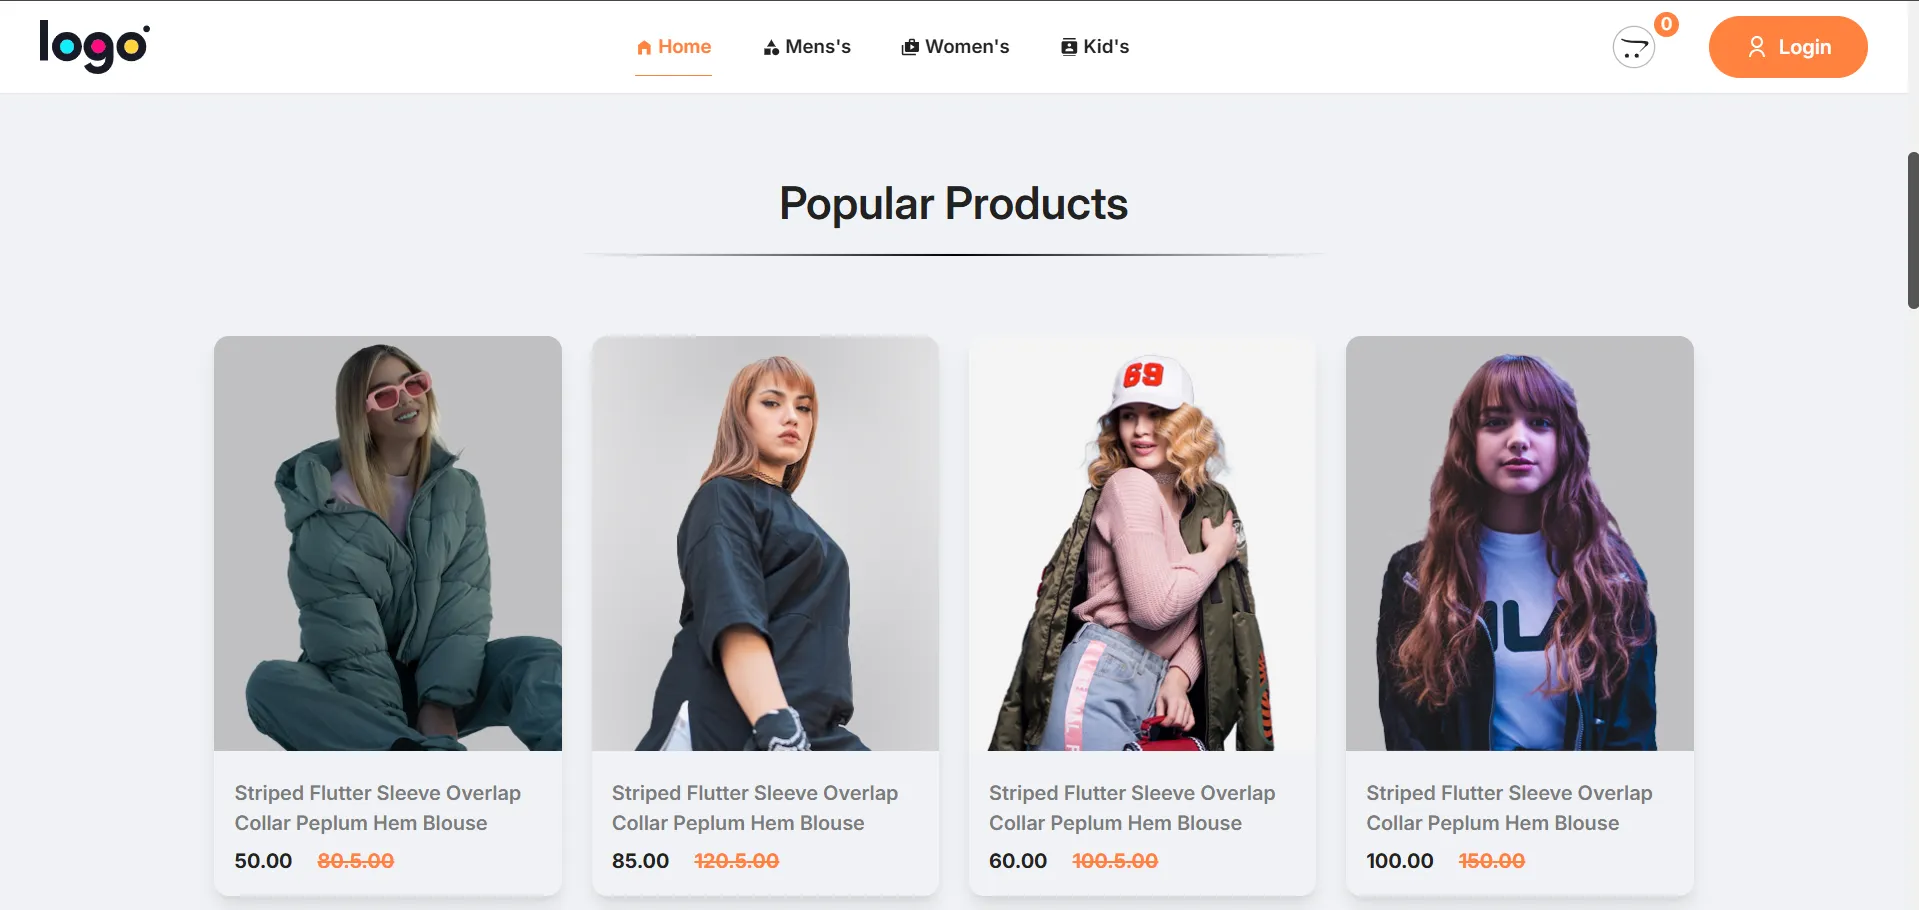 logo
Home
Mens's
Women's
Kid's
0
Login
Popular Products
69
Striped Flutter Sleeve Overlap
Collar Peplum Hem Blouse
50.00 80.5.00
Striped Flutter Sleeve Overlap
Collar Peplum Hem Blouse
85.00 120.5.00
Striped Flutter Sleeve Overlap
Collar Peplum Hem Blouse
60.00 100.5.00
Striped Flutter Sleeve Overlap
Collar Peplum Hem Blouse
100.00 150.00